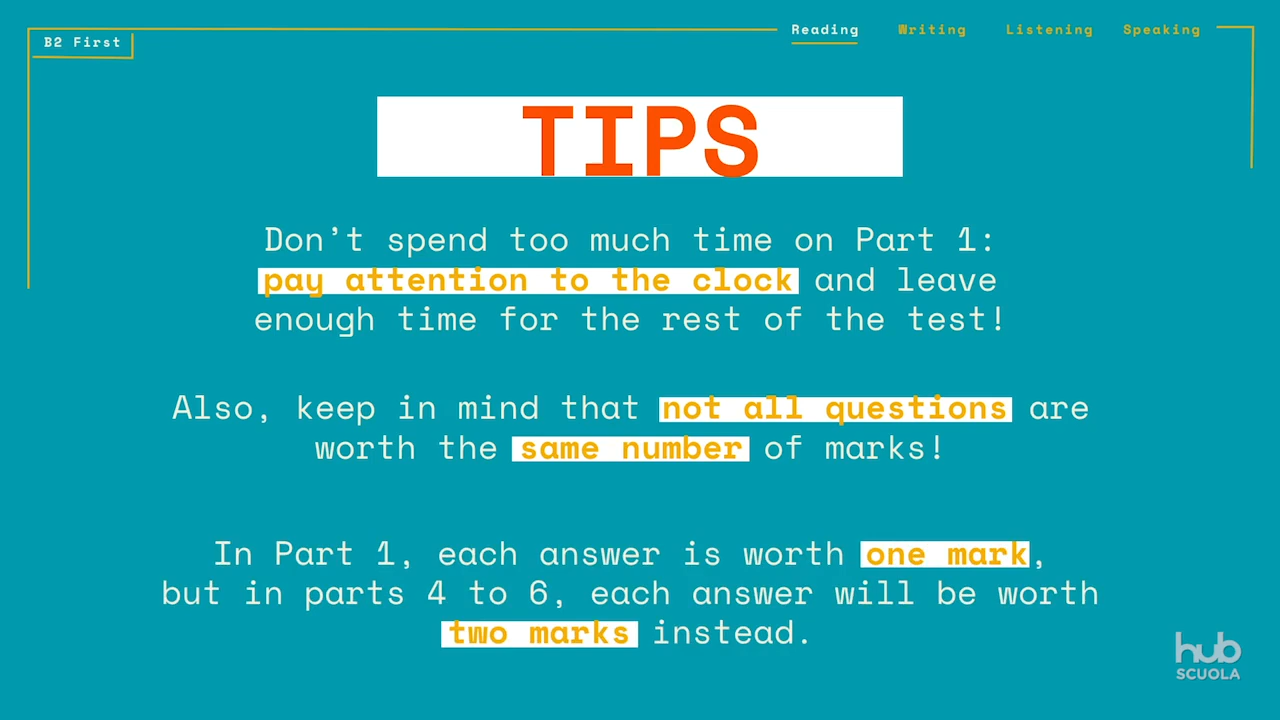 B2 First
Reading Writing Listening Speaking
TIPS
Don't spend too much time on Part 1:
pay attention to the clock and leave
enough time for the rest of the test!
Also, keep in mind that not all questions are
worth the same number of marks!
In Part 1, each answer is worth one mark,
but in parts 4 to 6, each answer will be worth
two marks instead.
hub
SCUOLA